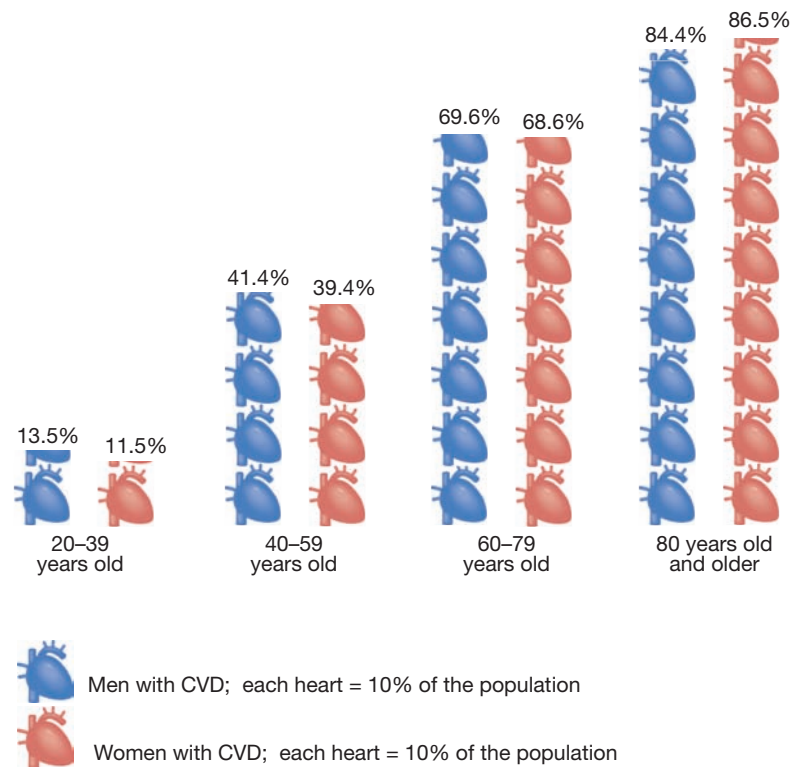 84.4%
86.5%
69.6%
68.6%
41.4%
39.4%
13.5%
11.5%
20–39
years old
40–59
years old
60–79
years old
80 years old
and older
Men with CVD;  each heart = 10% of the population
Women with CVD;  each heart = 10% of the population